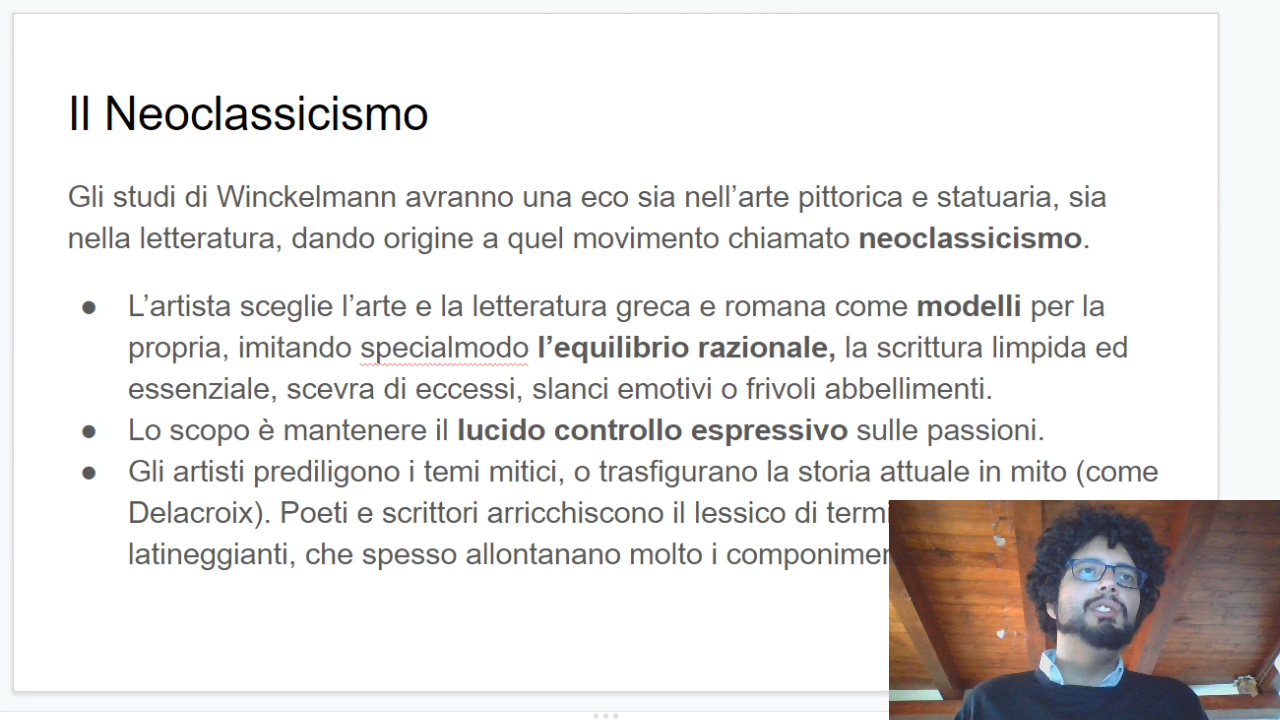 Il Neoclassicismo
Gli studi di Winckelmann avranno una eco sia nell’arte pittorica e statuaria, sia
nella letteratura, dando origine a quel movimento chiamato neoclassicismo.
● L’artista sceglie l’arte e la letteratura greca e romana come modelli per la
propria, imitando specialmodo l’equilibrio razionale, la scrittura limpida ed
essenziale, scevra di eccessi, slanci emotivi o frivoli abbellimenti.
● Lo scopo è mantenere il lucido controllo espressivo sulle passioni.
● Gli artisti prediligono i temi mitici, o trasfigurano la storia attuale in mito (come
Delacroix). Poeti e scrittori arricchiscono il lessico di
latineggianti, che spesso allontanano molto i